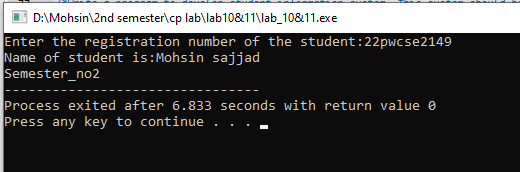 D:\Mohsin\2nd semester\cp lab\lab10&11\lab_10&11.exe
Enter the registration number of the student:22pwcse2149
Name of student is:Mohsin sajjad
Semester_no2
--------------------------------
Process exited after 6.833 seconds with return value 0
Press any key to continue . . .